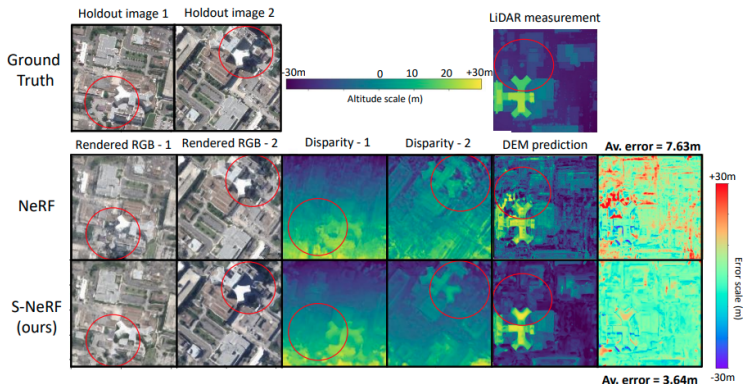 Holdout image 1 Holdout image 2 LiDAR measurement
Ground
Truth
-30m 0 10 20 +30m
Altitude scale (m)
Rendered RGB - 1 Rendered RGB - 2 Disparity - 1 Disparity - 2 DEM prediction Av. error = 7.63m
NeRF
+30m
Error scale (m)
-30m
S-NeRF
(ours)
Av. error = 3.64m